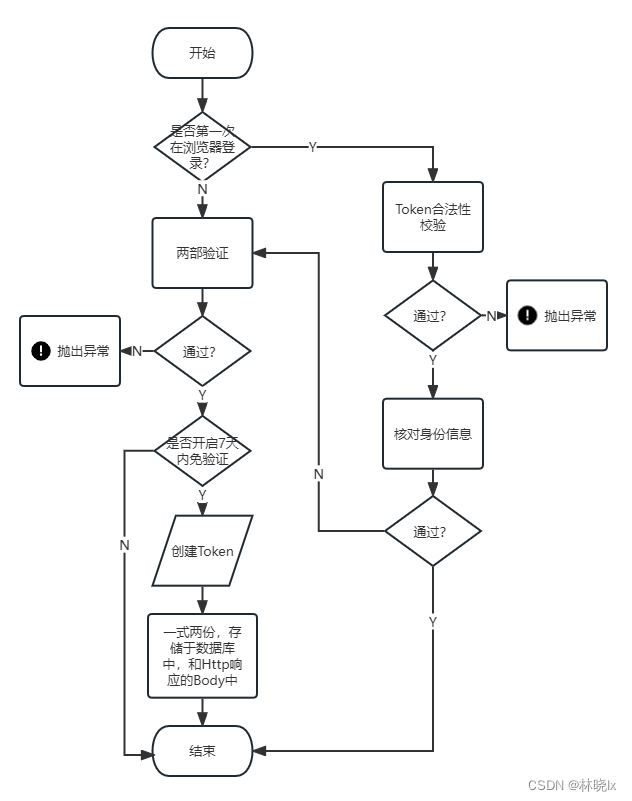 开始
是否第一次
在浏览器登
录?
Y
N
Token合法性
校验
两部验证
通过?
N
抛出异常
Y
抛出异常
N
通过?
Y
核对身份信息
是否开启7天
内免验证
N
Y
N
通过?
创建Token
Y
一式两份，存
储于数据库
中，和Http响
应的Body中
结束
CSDN @林晓lx